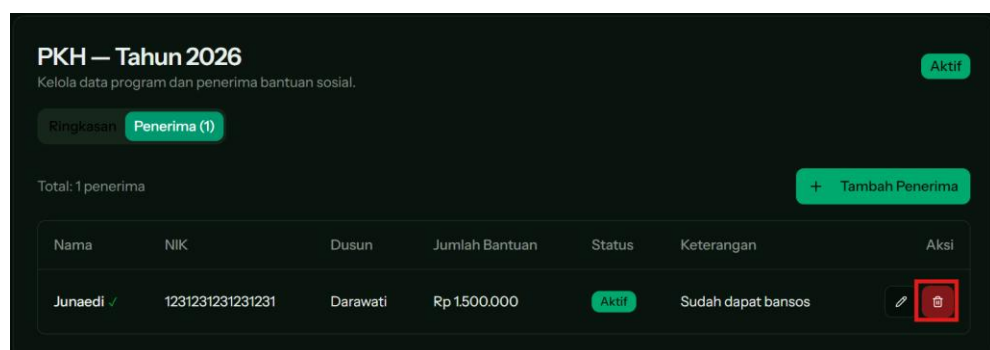 PKH — Tahun 2026
Kelola data program dan penerima bantuan sosial.
Aktif
Ringkasan Penerima (1)
Total: 1 penerima
+ Tambah Penerima
Nama NIK Dusun Jumlah Bantuan Status Keterangan Aksi
Junaedi ✓ 1231231231231231 Darawati Rp 1.500.000 Aktif Sudah dapat bansos